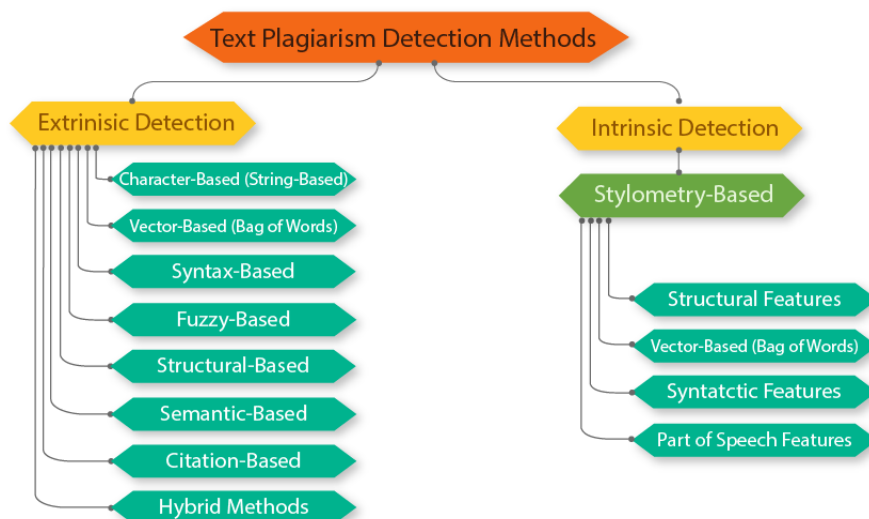 Text Plagiarism Detection Methods
Extrinisic Detection
Character-Based (String-Based)
Vector-Based (Bag of Words)
Syntax-Based
Fuzzy-Based
Structural-Based
Semantic-Based
Citation-Based
Hybrid Methods
Intrinsic Detection
Stylometry-Based
Structural Features
Vector-Based (Bag of Words)
Syntatctic Features
Part of Speech Features